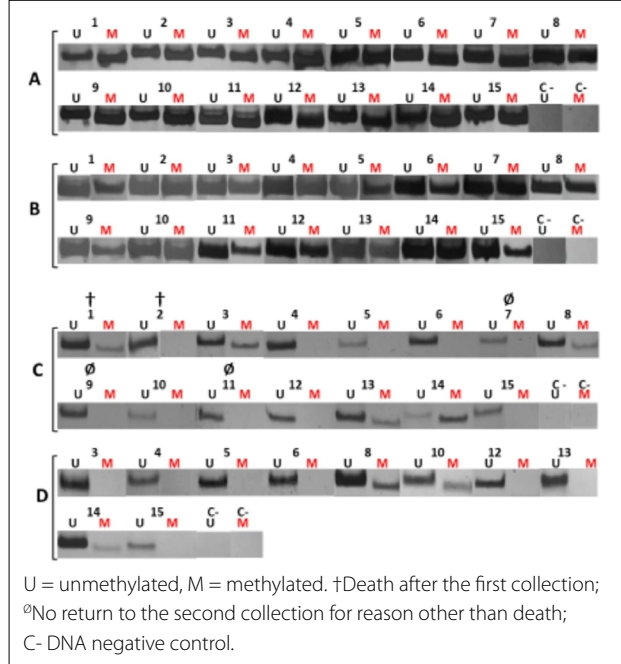 1 2 3 4 5 6 7 8
U M U M U M U M U M U M U M U M
A
9 10 11 12 13 14 15 C- C-
U M U M U M U M U M U M U M U M
1 2 3 4 5 6 7 8
U M U M U M U M U M U M U M U M
B
9 10 11 12 13 14 15 C- C-
U M U M U M U M U M U M U M U M
† † Ø
1 2 3 4 5 6 7 8
U M U M U M U M U M U M U M U M
C
Ø Ø
9 10 11 12 13 14 15 C- C-
U M U M U M U M U M U M U M U M
3 4 5 6 8 10 12 13
U M U M U M U M U M U M U M U M
D
14 15 C- C-
U M U M U M
U = unmethylated, M = methylated. †Death after the first collection;
ØNo return to the second collection for reason other than death;
C- DNA negative control.